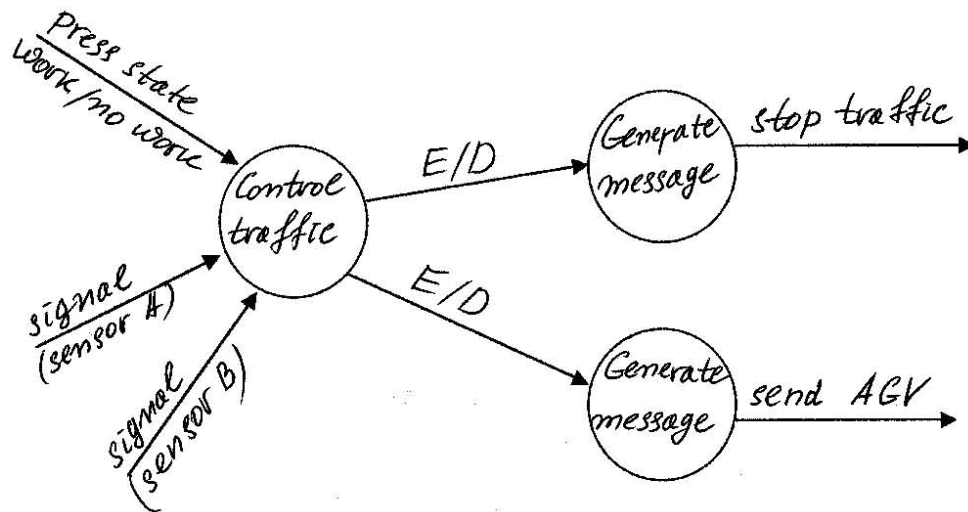 press state
work/no work
Control
traffic
signal
(sensor A)
signal
(sensor B)
E/D
E/D
Generate
message
stop traffic
Generate
message
send AGV